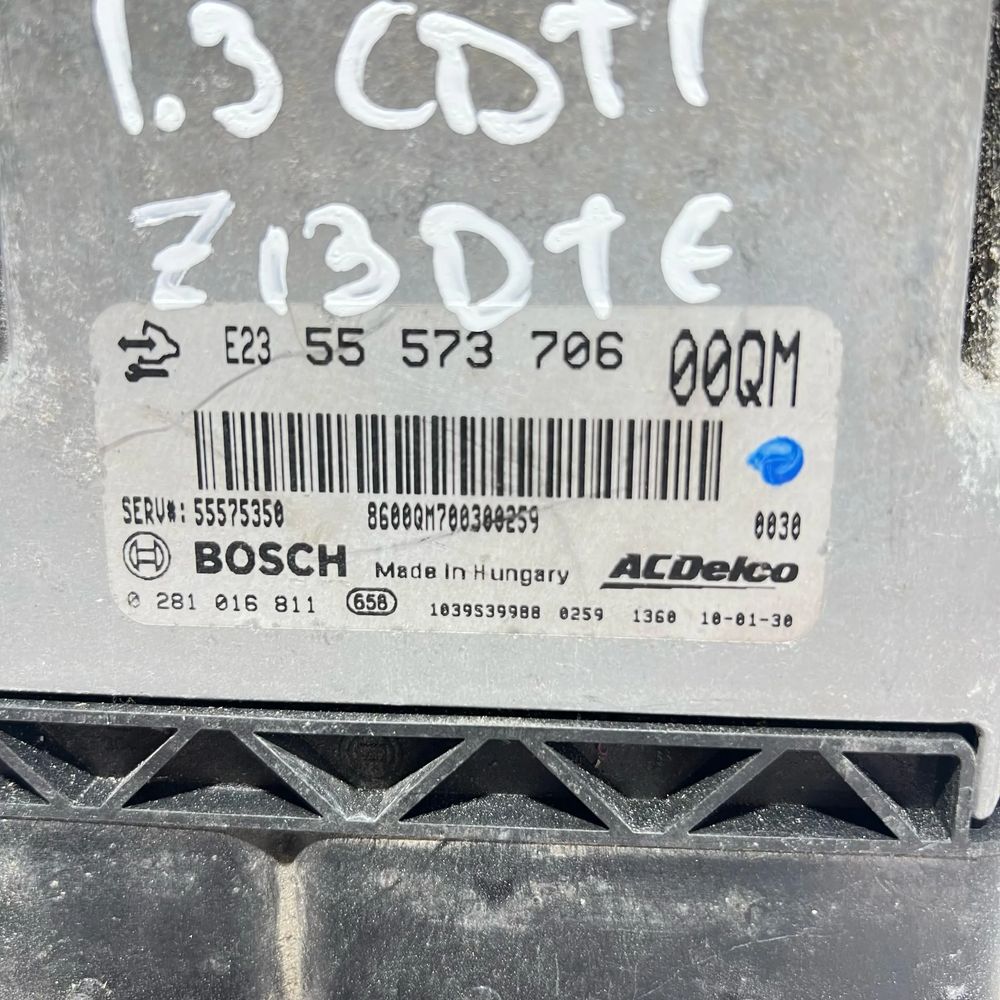 1.3 CDTI
Z13DTE
E23 55 573 706 00QM
SERV#: 55575350 8600QM700300259 0030
BOSCH Made in Hungary ACDelco
0 281 016 811 658 1039S39988 0259 1360 10-01-30